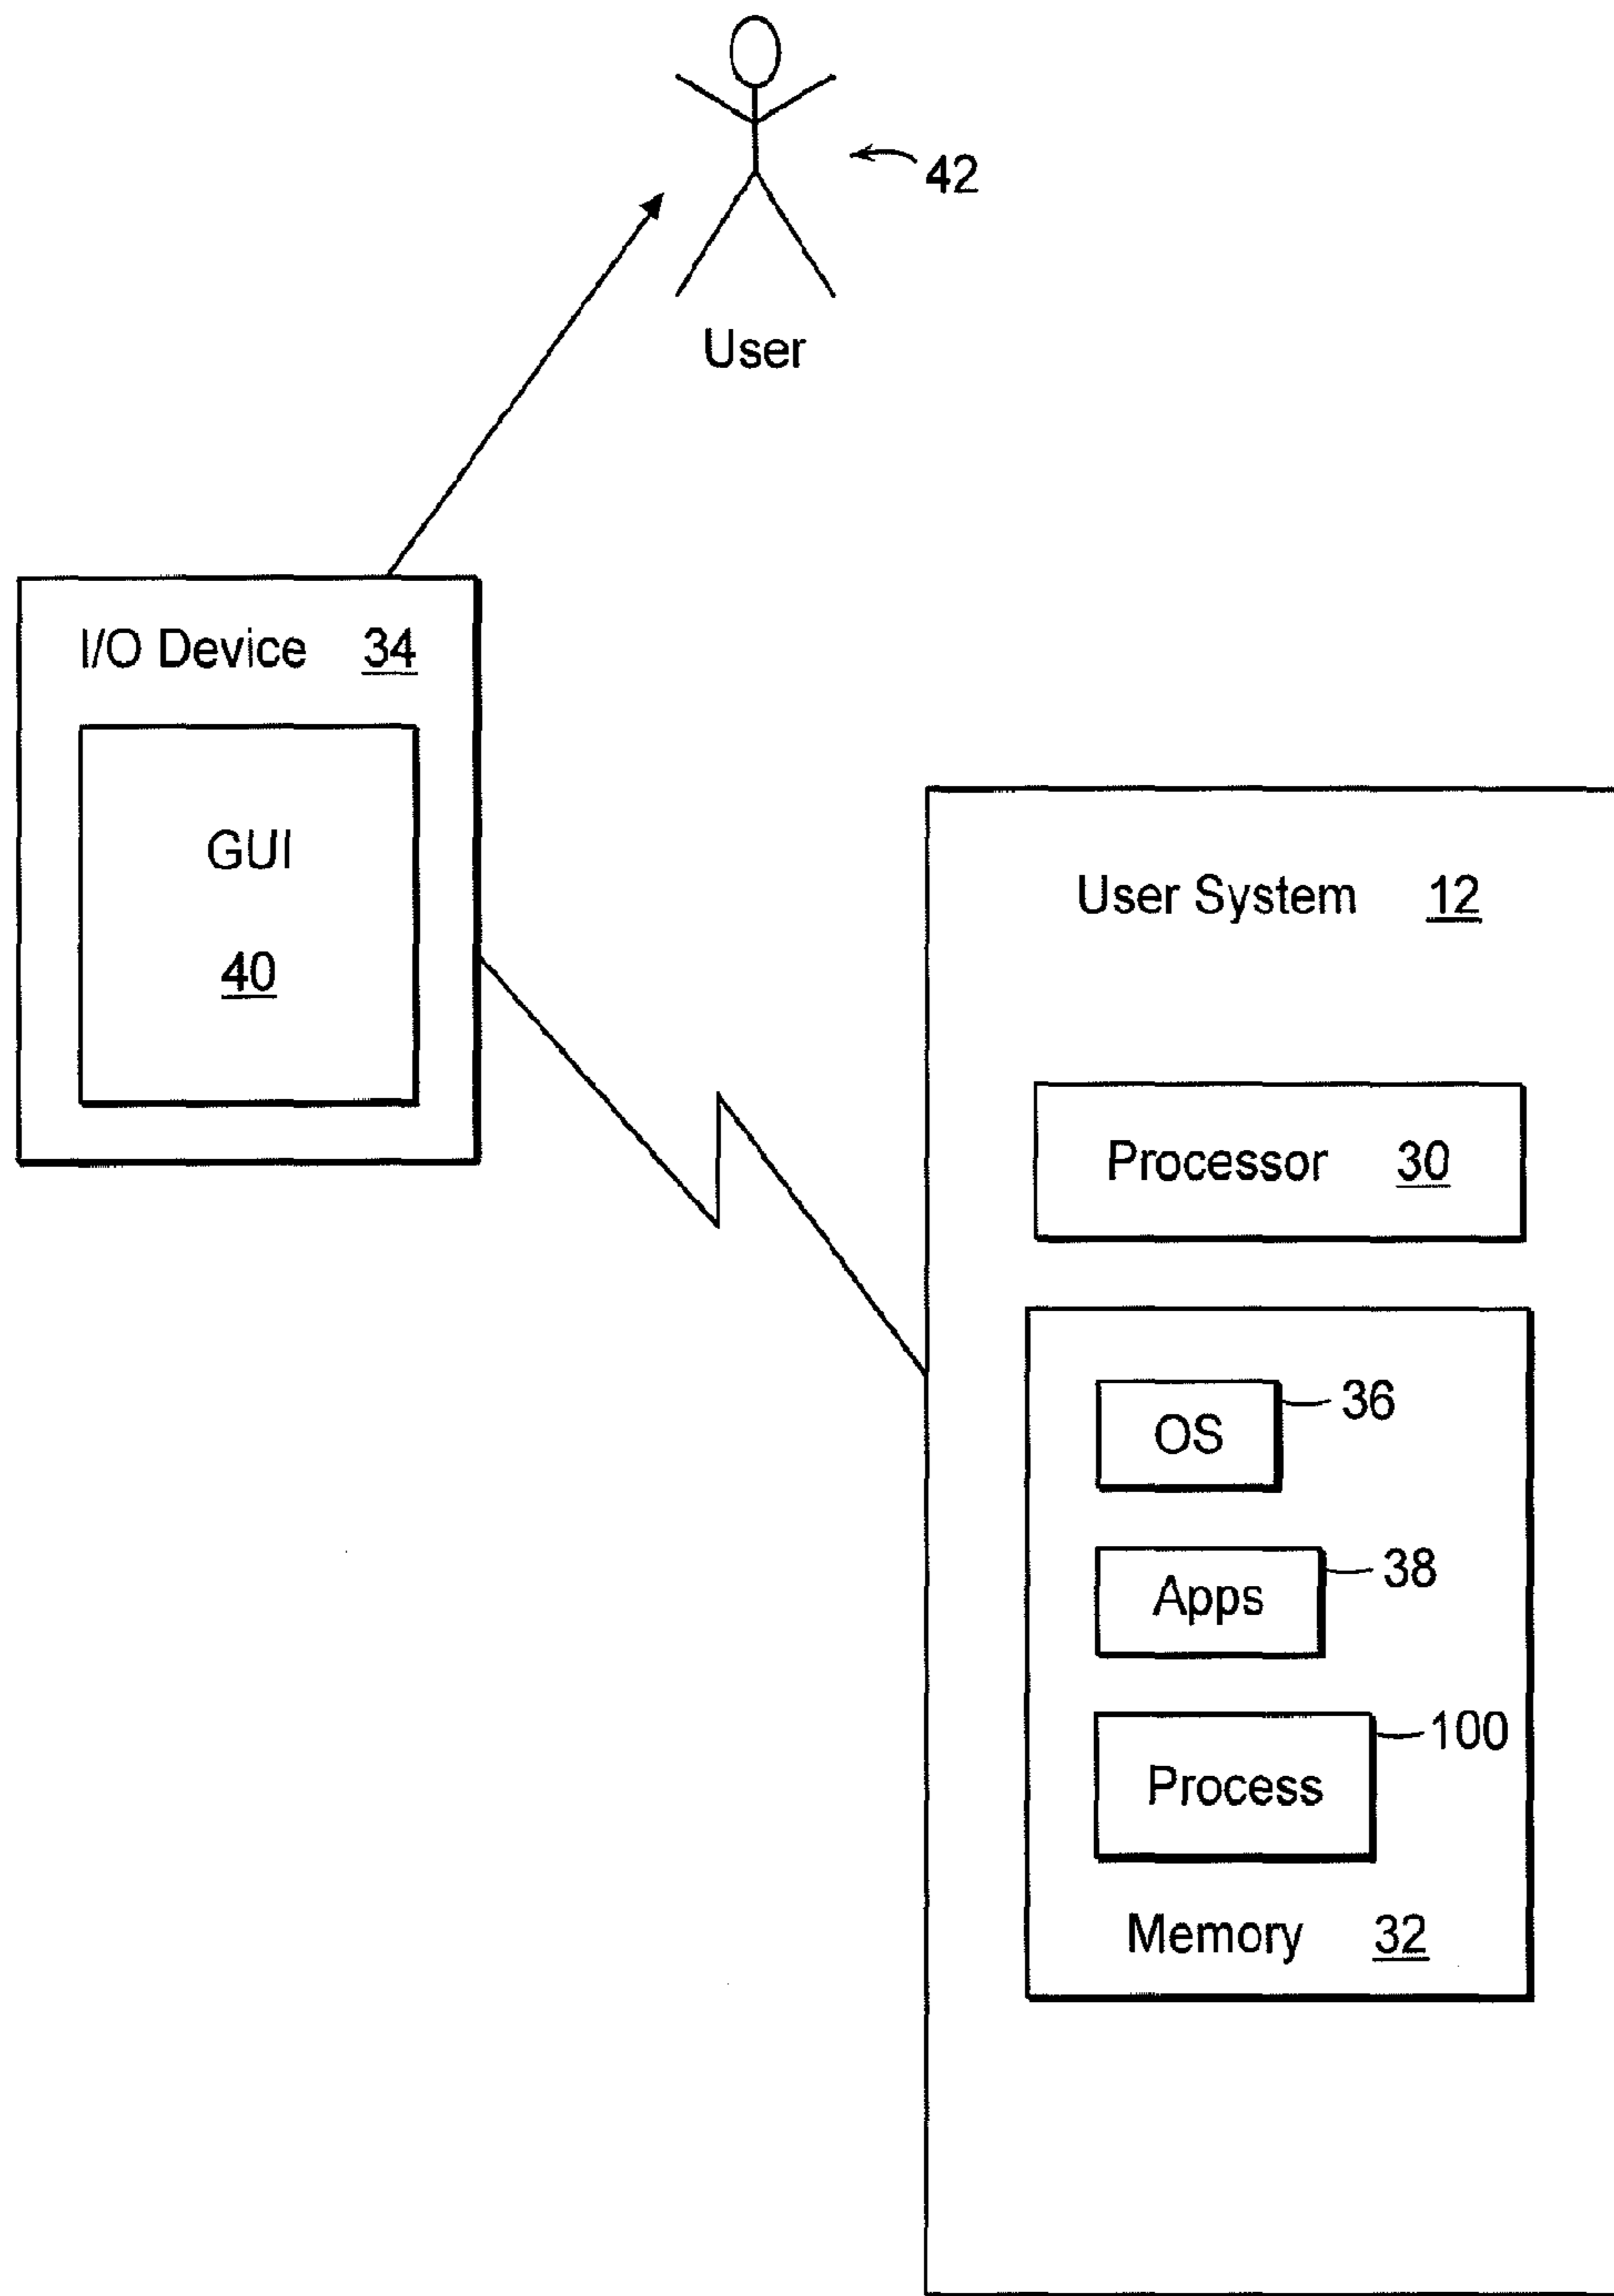 42
User
I/O Device 34
GUI
40
User System 12
Processor 30
OS
36
Apps
38
Process
100
Memory 32